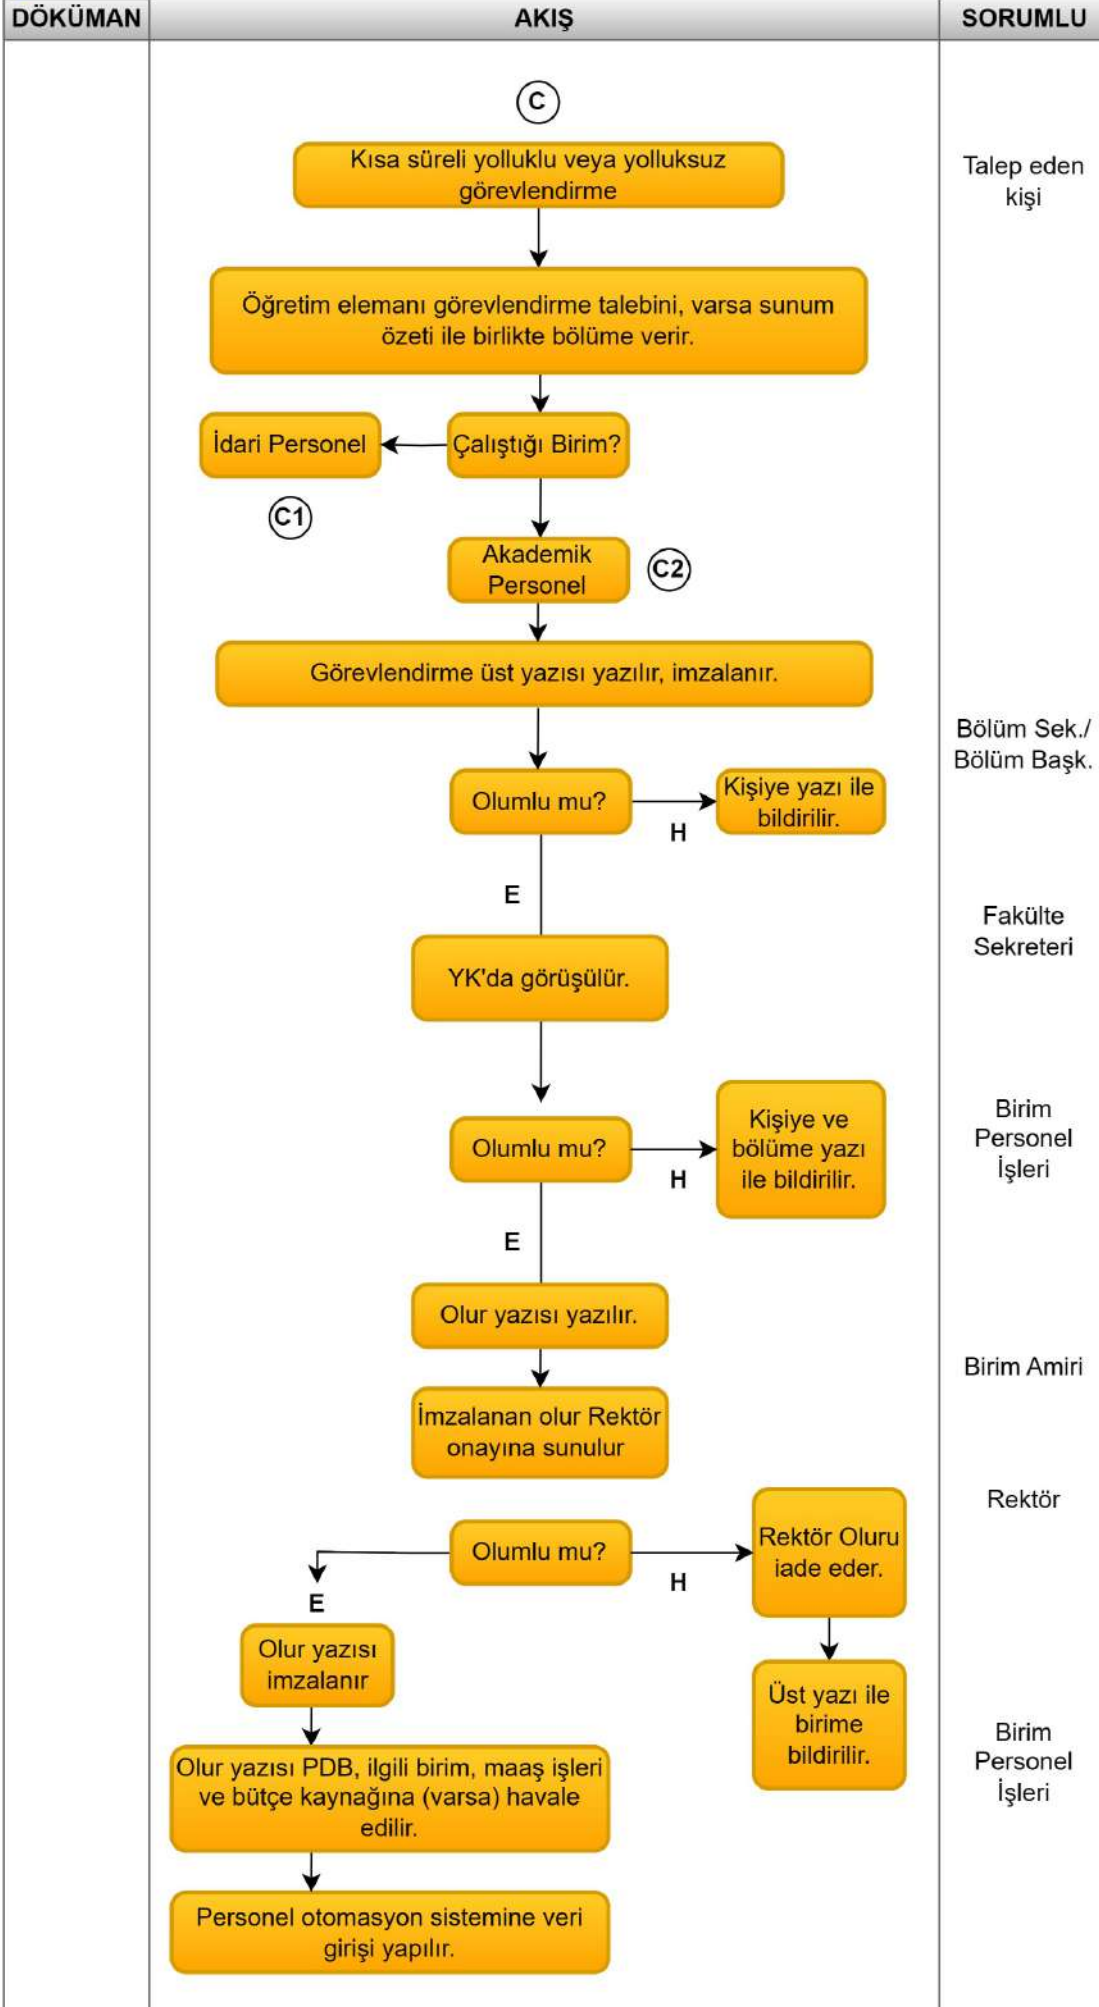 DÖKÜMAN
AKIŞ
SORUMLU
C
Kısa süreli yolluklu veya yolluksuz
görevlendirme
Talep eden
kişi
Öğretim elemanı görevlendirme talebini, varsa sunum
özeti ile birlikte bölüme verir.
İdari Personel
Çalıştığı Birim?
C1
Akademik
Personel
C2
Görevlendirme üst yazısı yazılır, imzalanır.
Bölüm Sek./
Bölüm Başk.
Olumlu mu?
H
Kişiye yazı ile
bildirilir.
E
Fakülte
Sekreteri
YK'da görüşülür.
Olumlu mu?
H
Kişiye ve
bölüme yazı
ile bildirilir.
Birim
Personel
İşleri
E
Olur yazısı yazılır.
Birim Amiri
İmzalanan olur Rektör
onayına sunulur
Rektör
Olumlu mu?
H
Rektör Oluru
iade eder.
E
Olur yazısı
imzalanır
Üst yazı ile
birime
bildirilir.
Birim
Personel
İşleri
Olur yazısı PDB, ilgili birim, maaş işleri
ve bütçe kaynağına (varsa) havale
edilir.
Personel otomasyon sistemine veri
girişi yapılır.